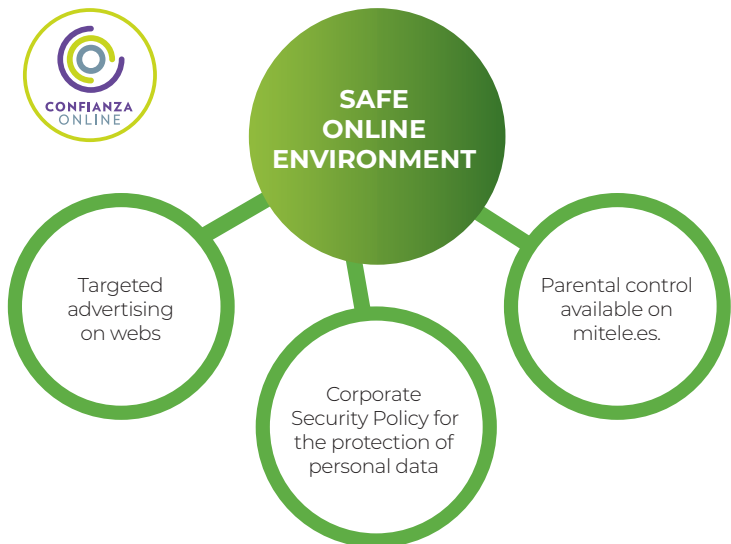 CONFIANZA
ONLINE
SAFE
ONLINE
ENVIRONMENT
Targeted
advertising
on webs
Corporate
Security Policy for
the protection of
personal data
Parental control
available on
mitele.es.